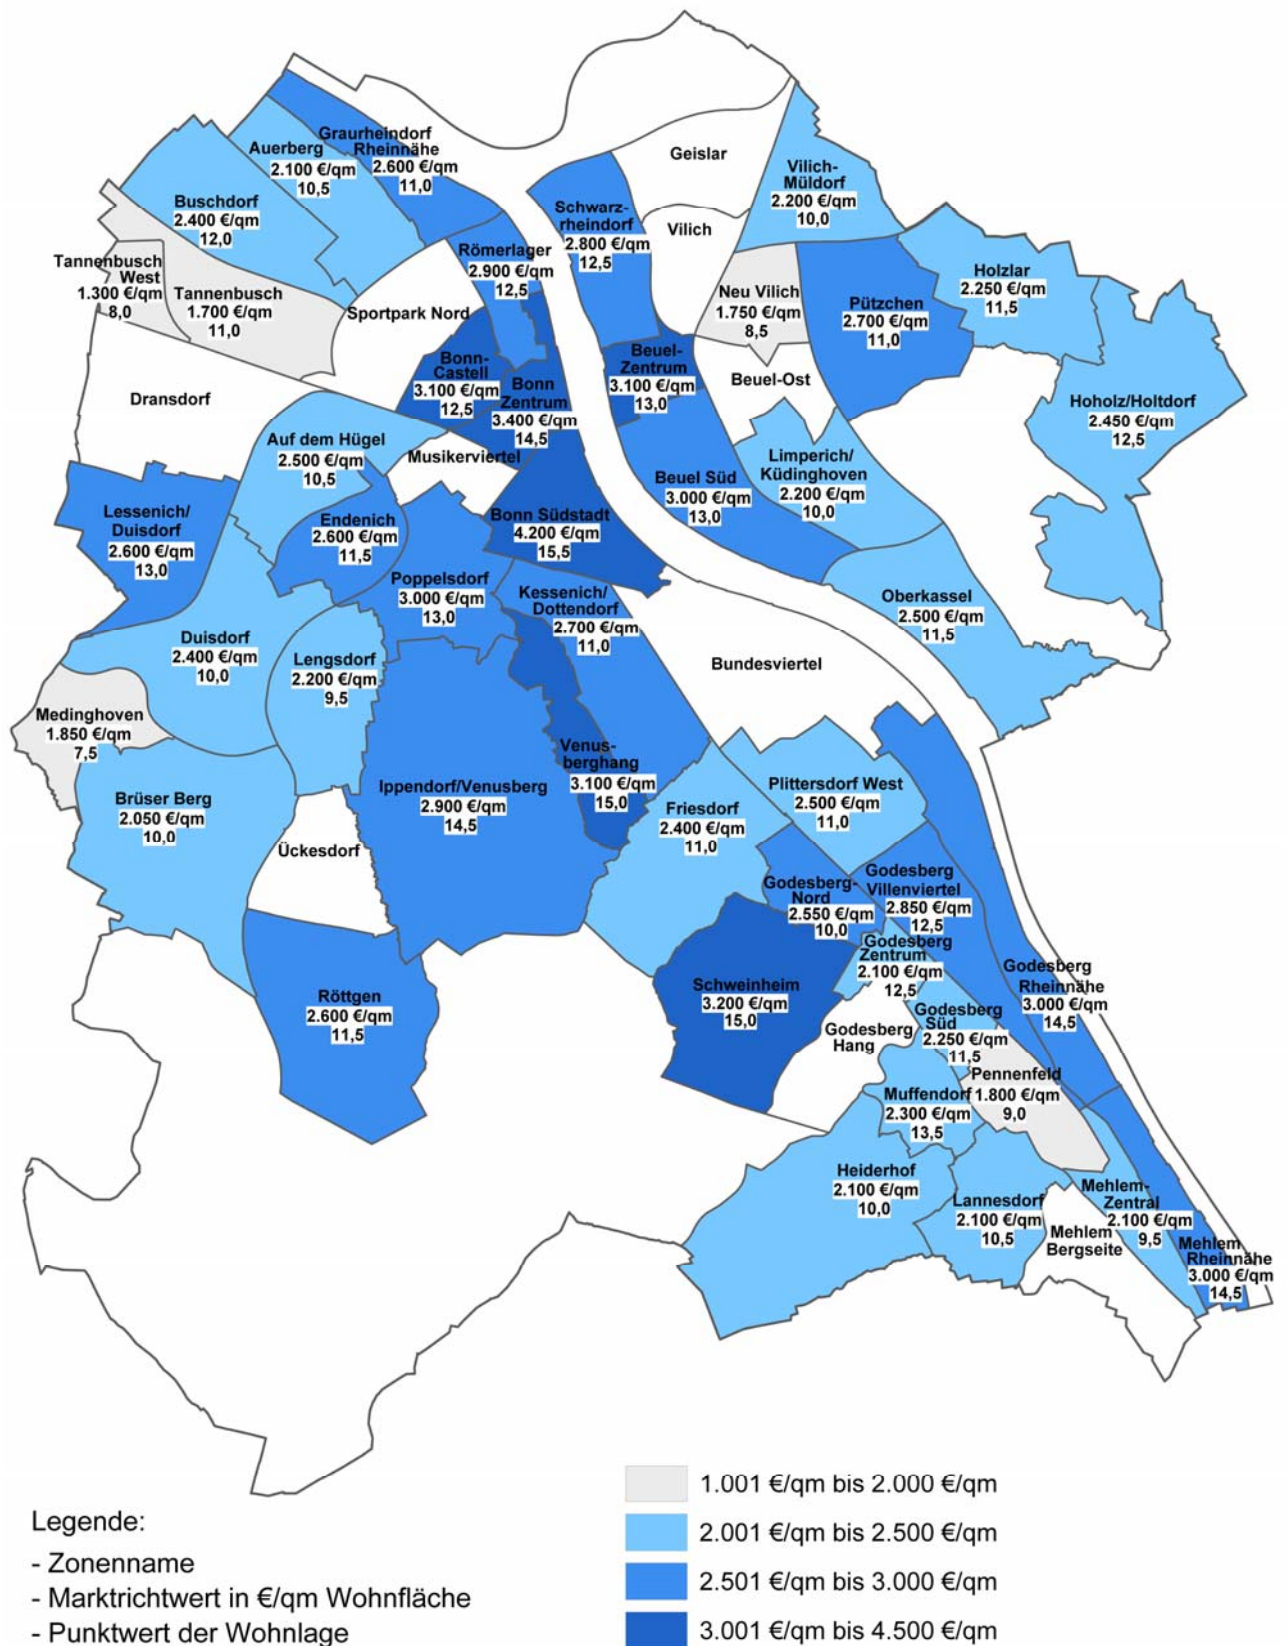 Geislar
Graurheindorf
Rheinnähe
2.600 €/qm
11,0
Auerberg
2.100 €/qm
10,5
Vilich-
Müldorf
2.200 €/qm
10,0
Buschdorf
2.400 €/qm
12,0
Schwarz-
rheindorf
2.800 €/qm
12,5
Vilich
Römerlager
2.900 €/qm
12,5
Tannenbusch
West
1.300 €/qm
8,0
Tannenbusch
1.700 €/qm
11,0
Sportpark Nord
Neu Vilich
1.750 €/qm
8,5
Pützchen
2.700 €/qm
11,0
Holzlar
2.250 €/qm
11,5
Bonn-
Castell
3.100 €/qm
12,5
Bonn
Zentrum
3.400 €/qm
14,5
Beuel-
Zentrum
3.100 €/qm
13,0
Beuel-Ost
Dransdorf
Hoholz/Holtdorf
2.450 €/qm
12,5
Auf dem Hügel
2.500 €/qm
10,5
Musikerviertel
Beuel Süd
3.000 €/qm
13,0
Limperich/
Küdinghoven
2.200 €/qm
10,0
Lessenich/
Duisdorf
2.600 €/qm
13,0
Endenich
2.600 €/qm
11,5
Bonn Südstadt
4.200 €/qm
15,5
Poppelsdorf
3.000 €/qm
13,0
Kessenich/
Dottendorf
2.700 €/qm
11,0
Oberkassel
2.500 €/qm
11,5
Duisdorf
2.400 €/qm
10,0
Lengsdorf
2.200 €/qm
9,5
Bundesviertel
Medinghoven
1.850 €/qm
7,5
Venus-
berghang
3.100 €/qm
15,0
Ippendorf/Venusberg
2.900 €/qm
14,5
Brüser Berg
2.050 €/qm
10,0
Plittersdorf West
2.500 €/qm
11,0
Friesdorf
2.400 €/qm
11,0
Ückesdorf
Godesberg-
Nord
2.550 €/qm
10,0
Godesberg
Villenviertel
2.850 €/qm
12,5
Godesberg
Zentrum
2.100 €/qm
12,5
Godesberg
Rheinnähe
3.000 €/qm
14,5
Röttgen
2.600 €/qm
11,5
Schweinheim
3.200 €/qm
15,0
Godesberg
Süd
2.250 €/qm
11,5
Godesberg
Hang
Pennenfeld
1.800 €/qm
9,0
Muffendorf
2.300 €/qm
13,5
Heiderhof
2.100 €/qm
10,0
Lannesdorf
2.100 €/qm
10,5
Mehlem-
Zentral
2.100 €/qm
9,5
Mehlem
Bergseite
Mehlem
Rheinnähe
3.000 €/qm
14,5
Legende:
- Zonenname
- Marktrichtwert in €/qm Wohnfläche
- Punktwert der Wohnlage
1.001 €/qm bis 2.000 €/qm
2.001 €/qm bis 2.500 €/qm
2.501 €/qm bis 3.000 €/qm
3.001 €/qm bis 4.500 €/qm